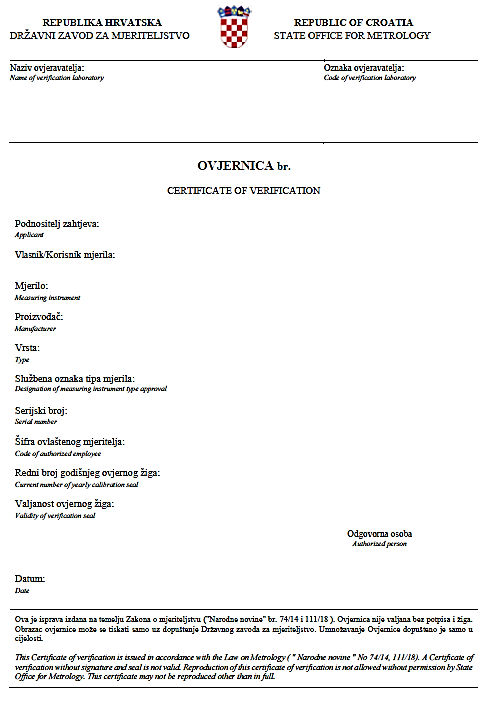 REPUBLIKA HRVATSKA
DRŽAVNI ZAVOD ZA MJERITELJSTVO
REPUBLIC OF CROATIA
STATE OFFICE FOR METROLOGY
Naziv ovjeravatelja:
Name of verification laboratory
Oznaka ovjeravatelja:
Code of verification laboratory
OVJERNICA br.
CERTIFICATE OF VERIFICATION
Podnositelj zahtjeva:
Applicant
Vlasnik/Korisnik mjerila:
Mjerilo:
Measuring instrument
Proizvođač:
Manufacturer
Vrsta:
Type
Službena oznaka tipa mjerila:
Designation of measuring instrument type approval
Serijski broj:
Serial number
Šifra ovlaštenog mjeritelja:
Code of authorized employee
Redni broj godišnjeg ovjernog žiga:
Current number of yearly calibration seal
Valjanost ovjernog žiga:
Validity of verification seal
Odgovorna osoba
Authorized person
Datum:
Date
Ova je isprava izdana na temelju Zakona o mjeriteljstvu ("Narodne novine" br. 74/14 i 111/18 ). Ovjernica nije valjana bez potpisa i žiga.
Obrazac ovjernice može se tiskati samo uz dopuštenje Državnog zavoda za mjeriteljstvo. Umnožavanje Ovjernice dopušteno je samo u
cijelosti.
This Certificate of verification is issued in accordance with the Law on Metrology ( " Narodne novine " No 74/14, 111/18). A Certificate of
verification without signature and seal is not valid. Reproduction of this certificate of verification is not allowed without permission by State
Office for Metrology. This certificate may not be reproduced other than in full.